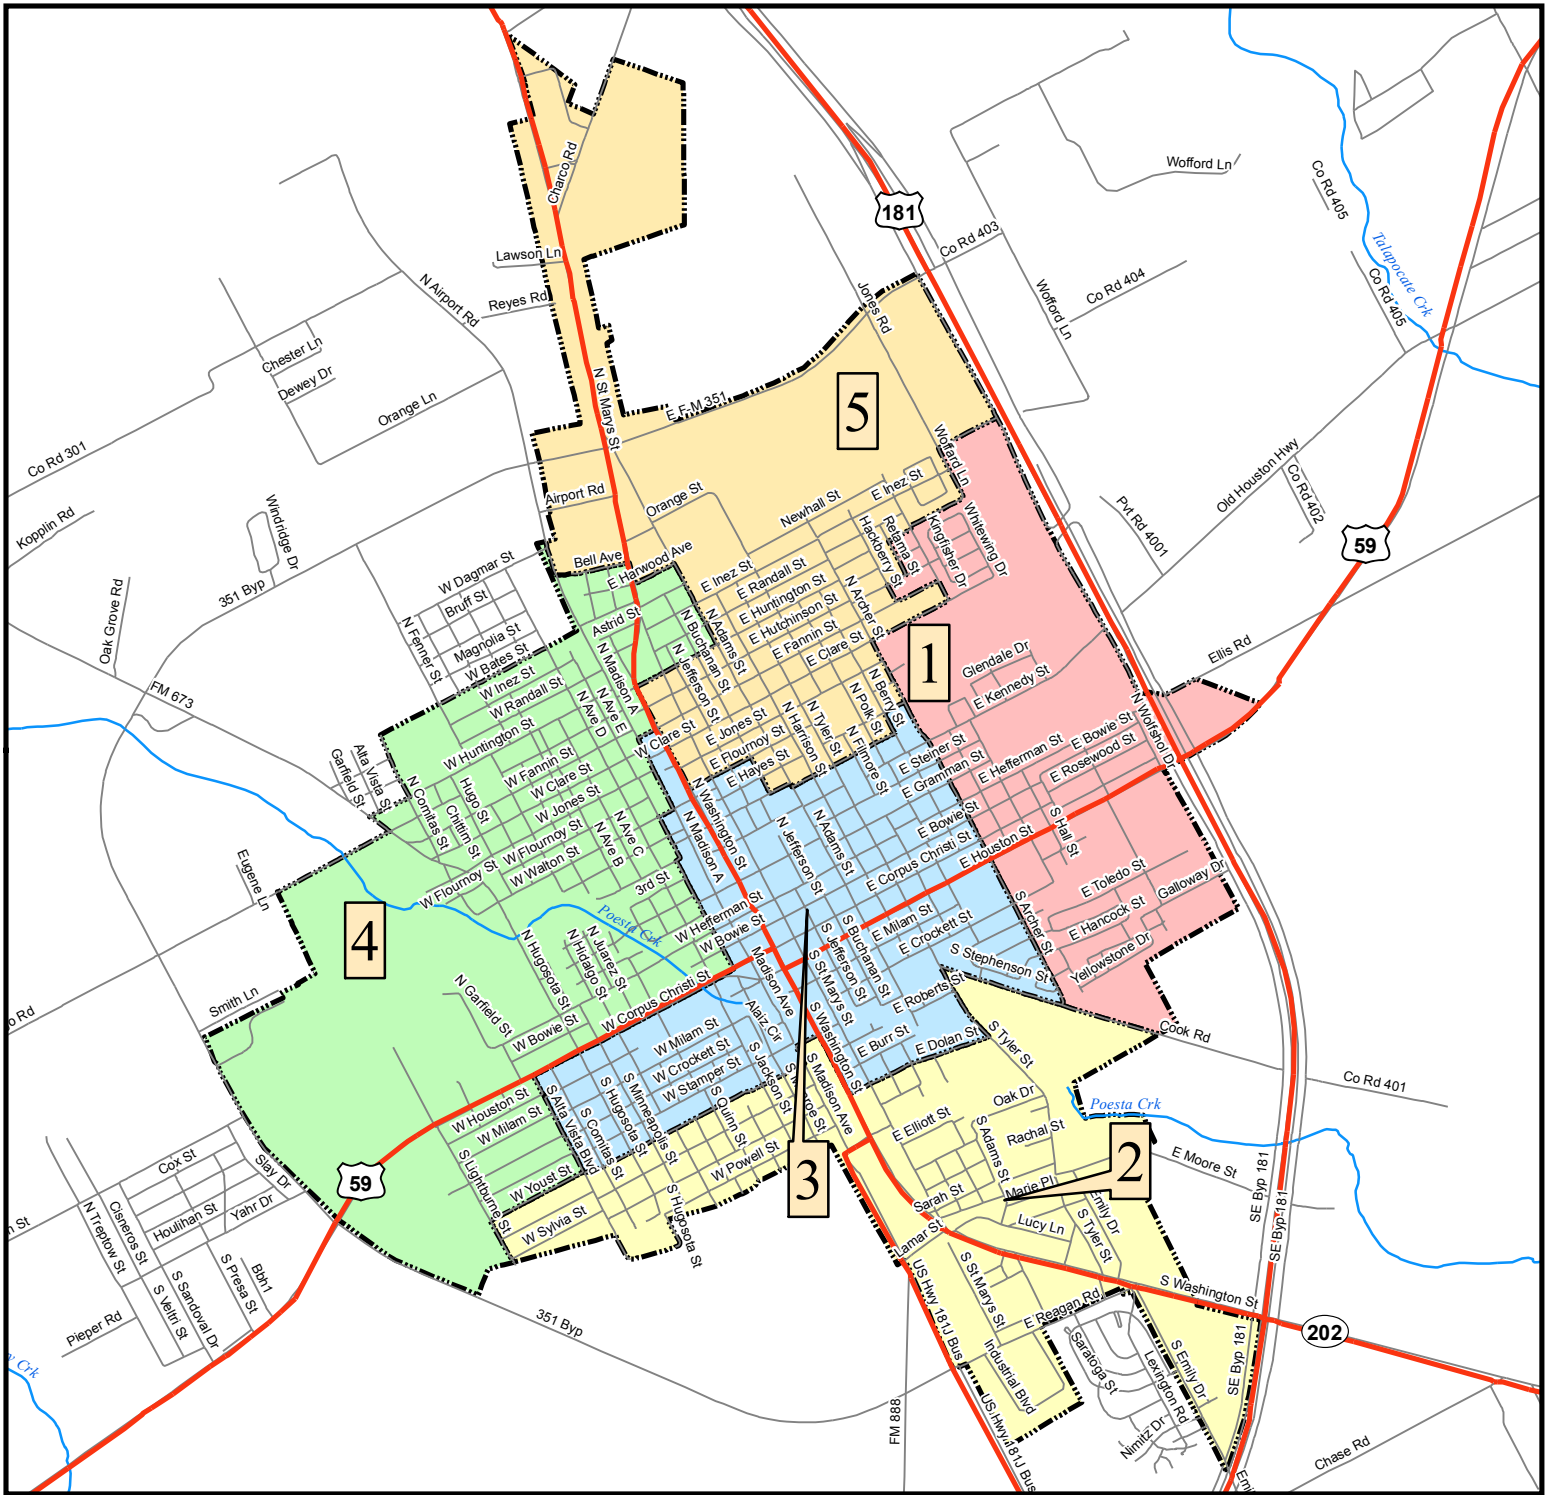 Charco Rd
Wofford Ln
Co Rd 405
181
Co Rd 403
Talapocate Crk
Lawson Ln
N Airport Rd
Reyes Rd
Jones Rd
Wofford Ln
Co Rd 404
Co Rd 405
Chester Ln
Dewey Dr
Orange Ln
N St Marys St
E F-M 351
5
Co Rd 301
Wofford Ln
Old Houston Hwy
Co Rd 402
Kopplin Rd
Windridge Dr
Airport Rd
Orange St
Newhall St
E Inez St
Hackberry St
Retama St
Kingfisher Dr
Whitewing Dr
Pvt Rd 4001
59
Oak Grove Rd
351 Byp
W Dagmar St
Bruff St
Magnolia St
W Bates St
N Fenner St
Bell Ave
E Harwood Ave
E Inez St
E Randall St
E Huntington St
E Hutchinson St
E Fannin St
E Clare St
N Archer St
Astrid St
N Buchanan St
N Adams St
N Jefferson St
N Madison A
1
Glendale Dr
E Kennedy St
Ellis Rd
FM 673
W Inez St
W Randall St
W Huntington St
N Ave D
N Ave E
W Clare St
E Jones St
E Flournoy St
E Hayes St
N Harrison St
N Tyler St
N Polk St
N Berry St
N Filmore St
N Wolfshol Dr
Alta Vista St
Garfield St
N Cornitas St
Hugo St
Chittim St
W Fannin St
W Clare St
W Jones St
W Flournoy St
W Walton St
W Flournoy St
N Ave B
N Ave C
3rd St
N Washington St
N Madison A
N Jefferson St
N Adams St
E Steiner St
E Gramman St
E Hefferman St
E Bowie St
E Rosewood St
E Bowie St
E Corpus Christi St
E Houston St
S Hall St
E Toledo St
Galloway Dr
E Hancock St
Yellowstone Dr
S Archer St
Eugene Ln
4
Poesta Crk
W Hefferman St
W Bowie St
N Hugosota St
N Hidalgo St
N Juarez St
W Corpus Christi St
W Bowie St
N Garfield St
Smith Ln
o Rd
Madison Ave
Alaiz Cir
S St Marys St
S Jefferson St
S Buchanan St
E Milam St
E Crockett St
S Stephenson St
E Roberts St
S Washington St
E Burr St
E Dolan St
S Tyler St
Cook Rd
Co Rd 401
Poesta Crk
W Milam St
W Crockett St
W Stamper St
S Jackson St
S Madison Ave
S Quinn St
S Minneapolis St
S Hugosota St
S Cornitas St
S Alta Vista Blvd
W Houston St
W Milam St
W Youst St
S Lightburne St
W Sylvia St
W Powell St
S Hugosota St
3
2
E Elliott St
Oak Dr
Rachal St
S Adams St
Marie Pl
Sarah St
Lamar St
Lucy Ln
Emily Dr
S Tyler St
E Moore St
SE Byp 181
SE Byp 181
S Washington St
202
S St Marys St
E Reagan Rd
US Hwy 181J Bus
Industrial Blvd
US Hwy 181J Bus
Saratoga St
Lexington Rd
Nimitz Dr
S Emily Dr
SE Byp 181
Chase Rd
FM 888
351 Byp
59
Cox St
Slay Dr
Yahr Dr
Houlihan St
Cisneros St
N Treptow St
n St
S Presa St
Bbh1
S Sandoval Dr
S Veltri St
Pieper Rd
y Crk